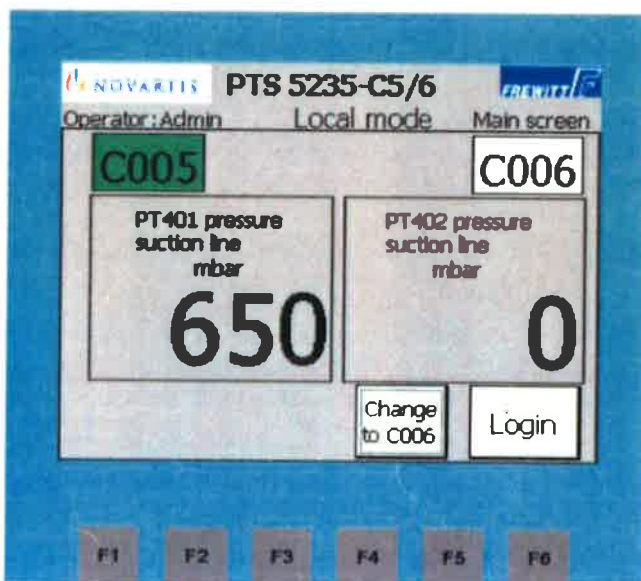 NOVARTIS PTS 5235-C5/6 FREWITT
Operator: Admin Local mode Main screen
C005 C006
PT401 pressure
suction line
mbar
650
PT402 pressure
suction line
mbar
0
Change
to C006
Login
F1 F2 F3 F4 F5 F6